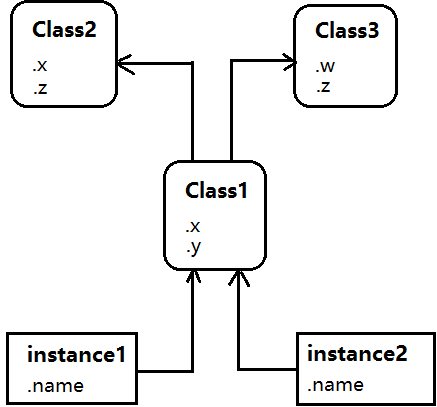 Class2
.x
.z
Class3
.w
.z
Class1
.x
.y
instance1
.name
instance2
.name